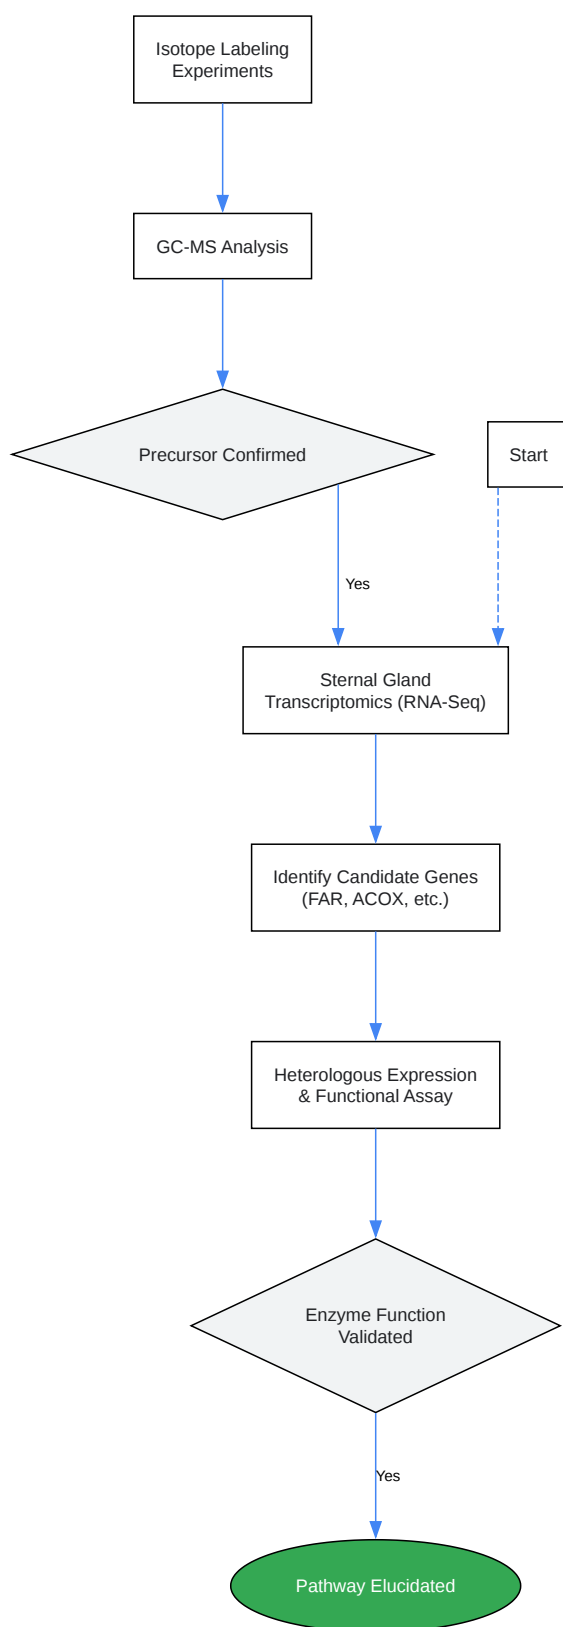 Isotope Labeling
Experiments
GC-MS Analysis
Precursor Confirmed
Start
Yes
Sternal Gland
Transcriptomics (RNA-Seq)
Identify Candidate Genes
(FAR, ACOX, etc.)
Heterologous Expression
& Functional Assay
Enzyme Function
Validated
Yes
Pathway Elucidated